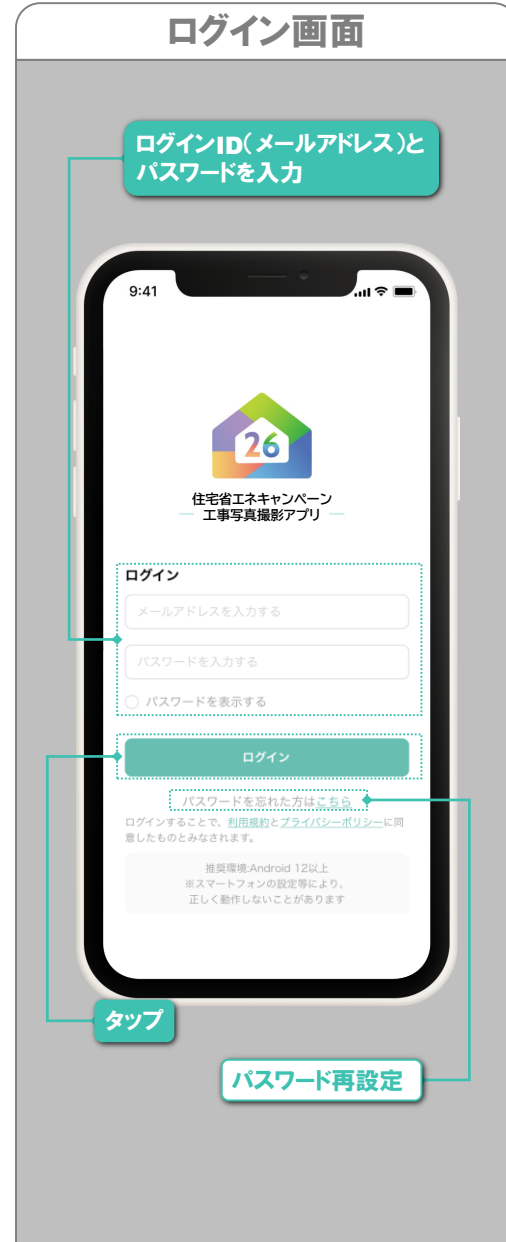 ログイン画面
ログインID(メールアドレス)と
パスワードを入力
9:41
26
住宅省エネキャンペーン
工事写真撮影アプリ
ログイン
メールアドレスを入力する
パスワードを入力する
パスワードを表示する
ログイン
パスワードを忘れた方はこちら
ログインすることで、利用規約とプライバシーポリシーに同
意したものとみなされます。
推奨環境:Android 12以上
※スマートフォンの設定等により、
正しく動作しないことがあります
タップ
パスワード再設定